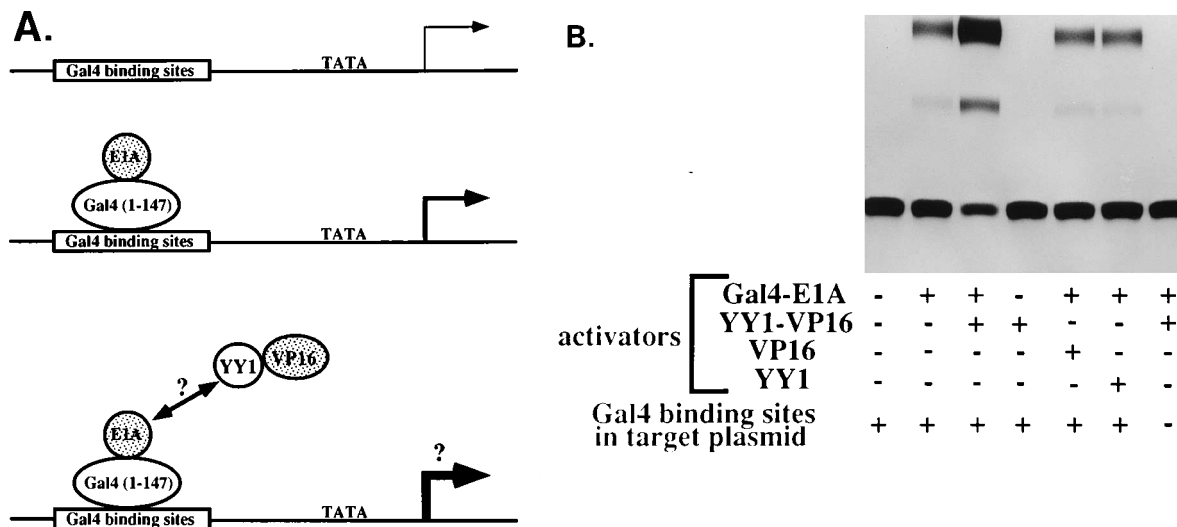 A.
Gal4 binding sites
TATA
E1A
Gal4 (1-147)
Gal4 binding sites
TATA
YY1
VP16
?
E1A
?
Gal4 (1-147)
Gal4 binding sites
TATA
B.
activators
Gal4-E1A - + + - + + +
YY1-VP16 - - + + - - +
VP16 - - - - + - -
YY1 - - - - - + -
Gal4 binding sites
in target plasmid + + + + + + -